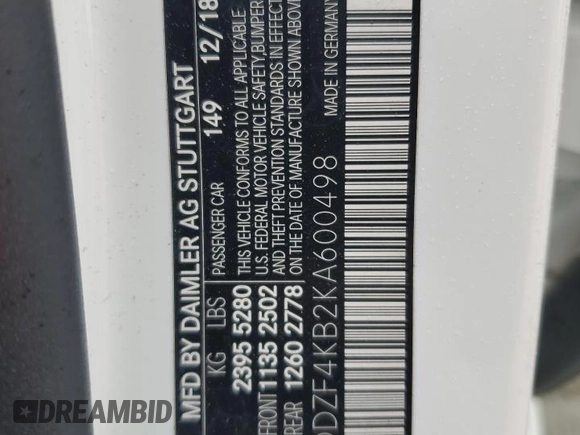 MFD BY DAIMLER AG STUTTGART
PASSENGER CAR 149 12/18
KG LBS
2395 5280
FRONT 1135 2502
REAR 1260 2778
THIS VEHICLE CONFORMS TO ALL APPLICABLE
U.S. FEDERAL MOTOR VEHICLE SAFETY, BUMPER
AND THEFT PREVENTION STANDARDS IN EFFECT
ON THE DATE OF MANUFACTURE SHOWN ABOVE
DZF4KB2KA600498
MADE IN GERMANY
DREAMBID